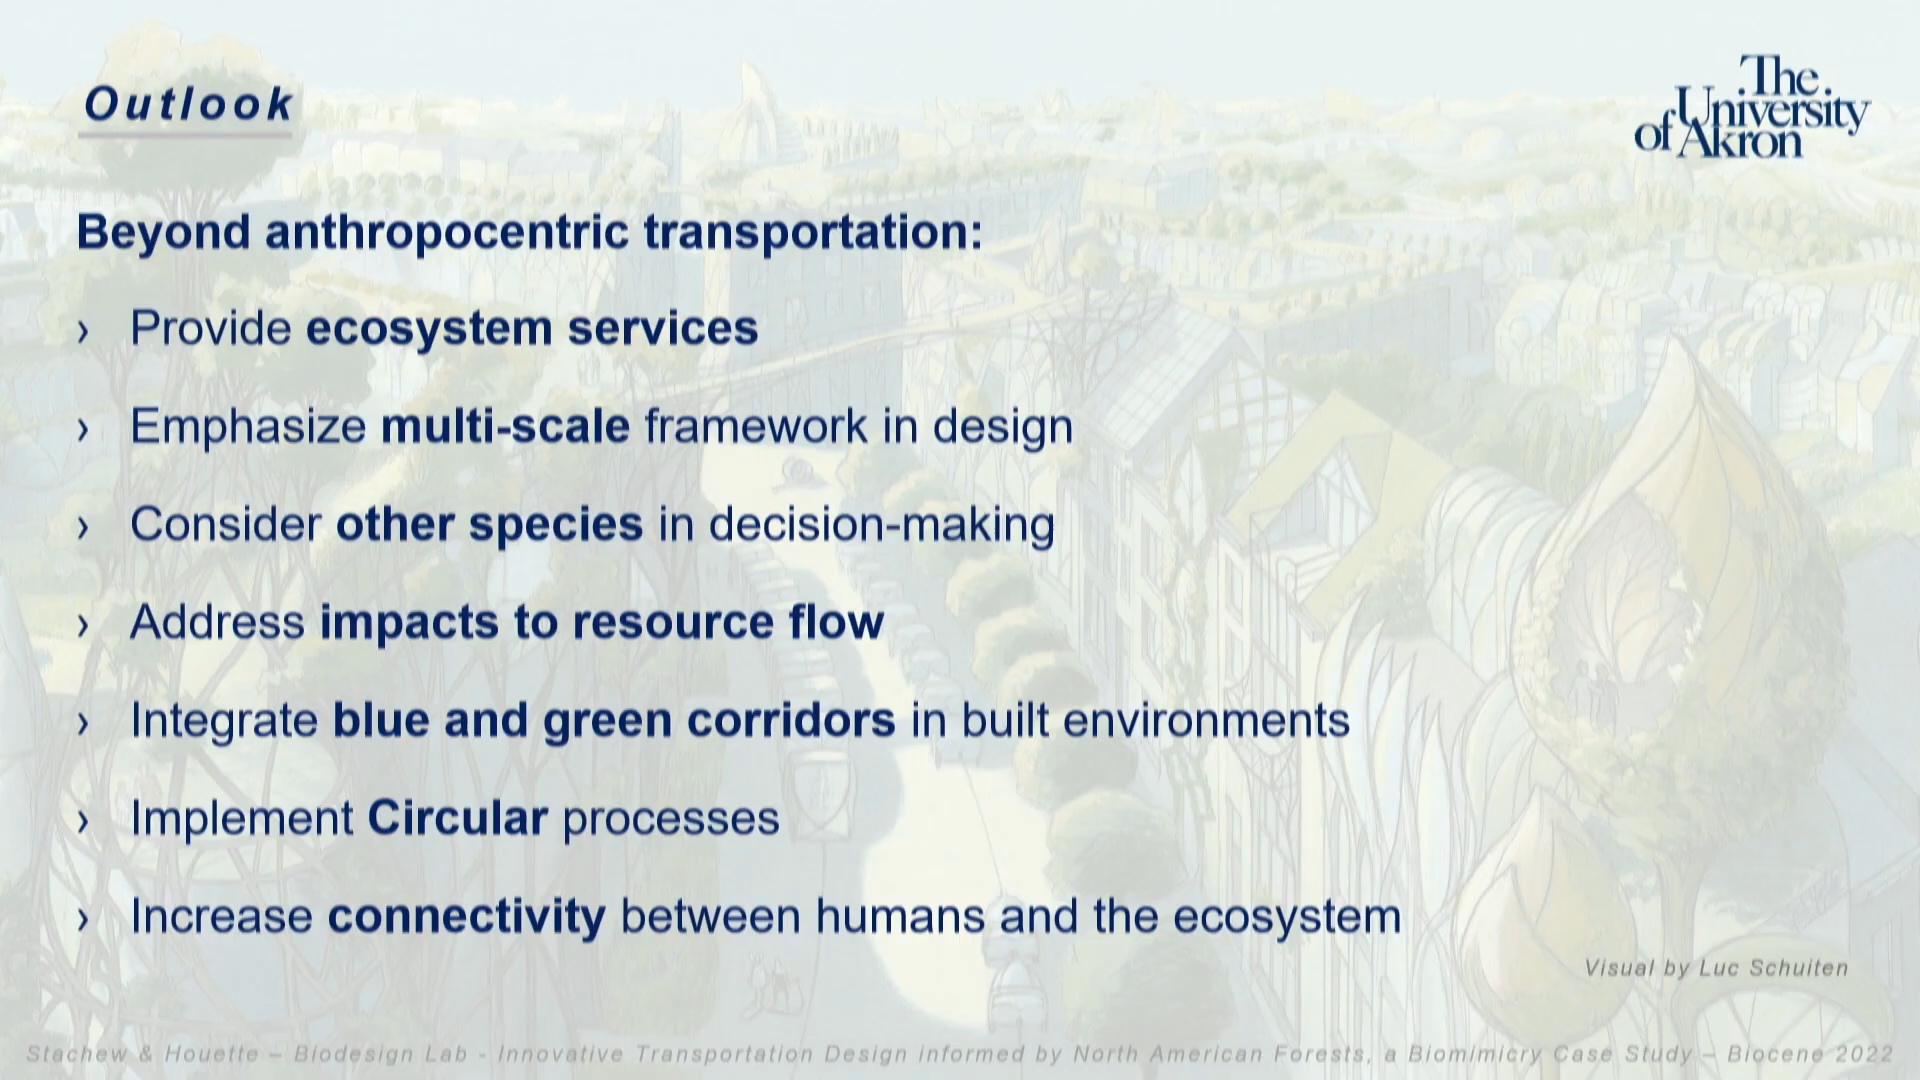 Outlook
The
University
of Akron
Beyond anthropocentric transportation:
› Provide ecosystem services
› Emphasize multi-scale framework in design
› Consider other species in decision-making
› Address impacts to resource flow
› Integrate blue and green corridors in built environments
› Implement Circular processes
› Increase connectivity between humans and the ecosystem
Visual by Luc Schuiten
Stachew & Houette – Biodesign Lab - Innovative Transportation Design informed by North American Forests, a Biomimicry Case Study – Biocene 2022